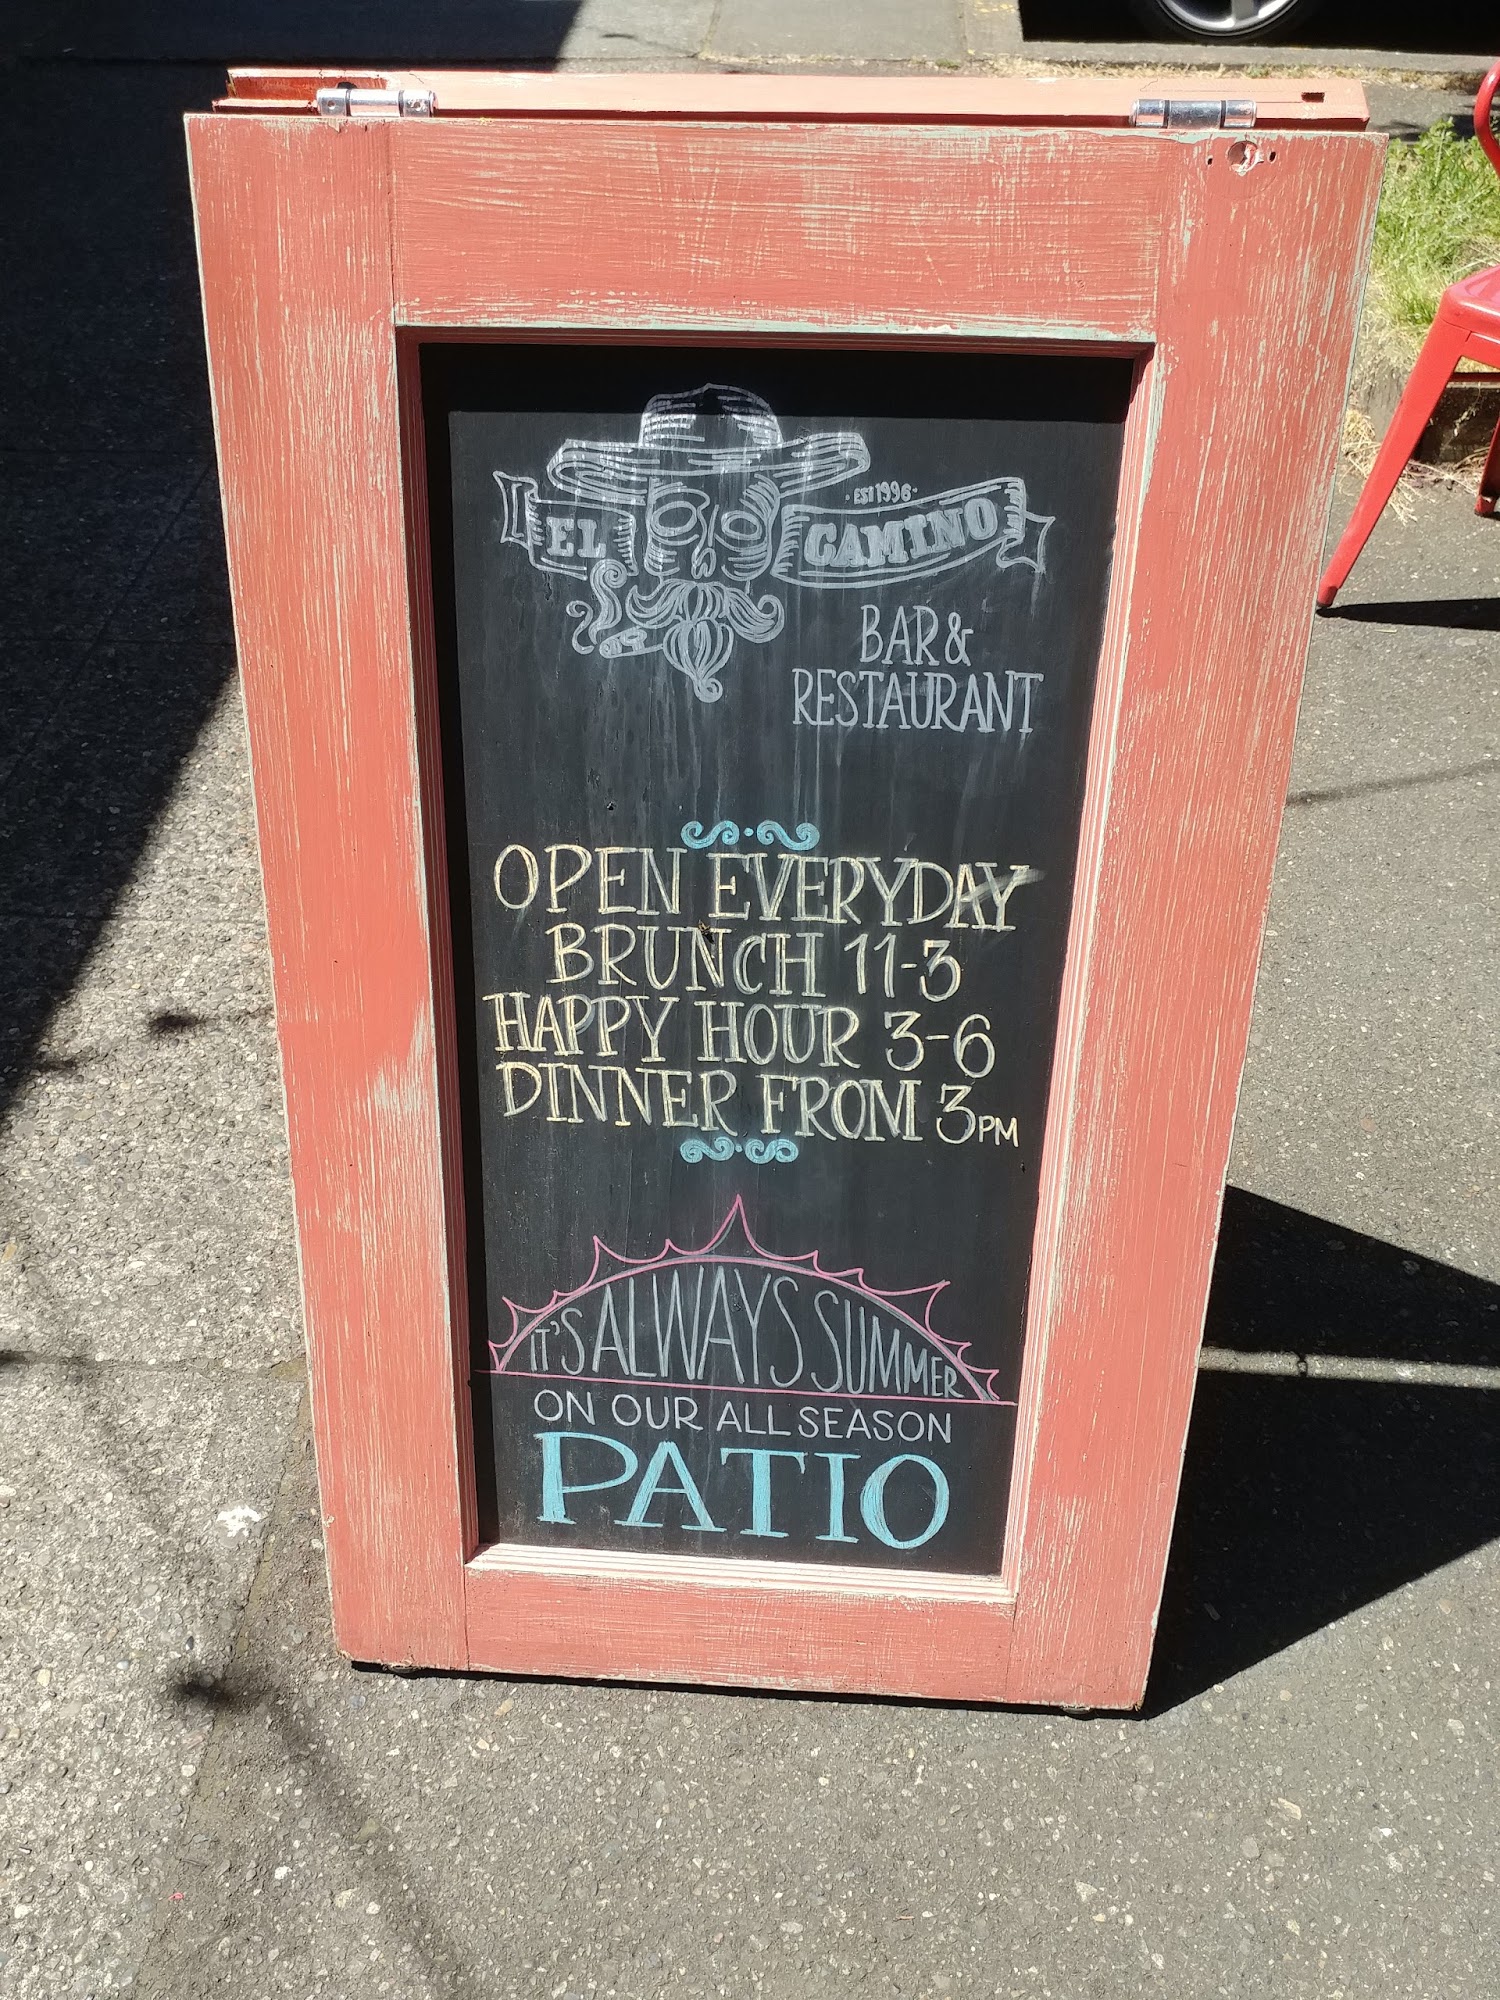 EST 1996
EL CAMINO
BAR &
RESTAURANT
OPEN EVERYDAY
BRUNCH 11-3
HAPPY HOUR 3-6
DINNER FROM 3PM
IT'S ALWAYS SUMMER
ON OUR ALL SEASON
PATIO